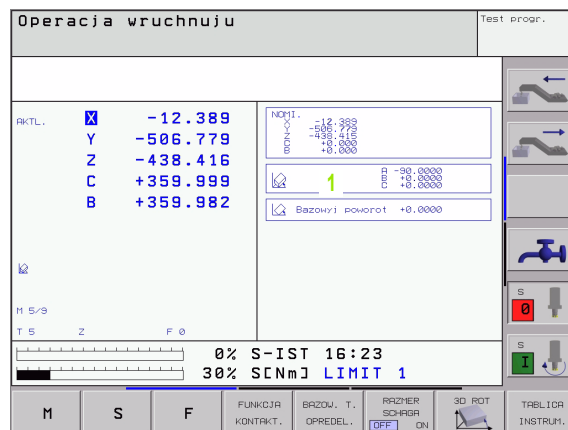 Operacja wruchnuju
Test progr.
AKTL. X -12.389
Y -506.779
Z -438.416
C +359.999
B +359.982
NOMI.
X -12.389
Y -506.779
Z -438.415
C +0.000
B +0.000
1
A -90.0000
B +0.0000
C +0.0000
Bazowyj poworot +0.0000
M 5/9
T 5 Z F 0
0% S-IST 16:23
30% S[Nm] LIMIT 1
S
0
S
I
M
S
F
FUNKCJA
KONTAKT.
BAZOW. T.
OPREDEL.
RAZMER
SCHAGA
OFF ON
3D ROT
TABLICA
INSTRUM.